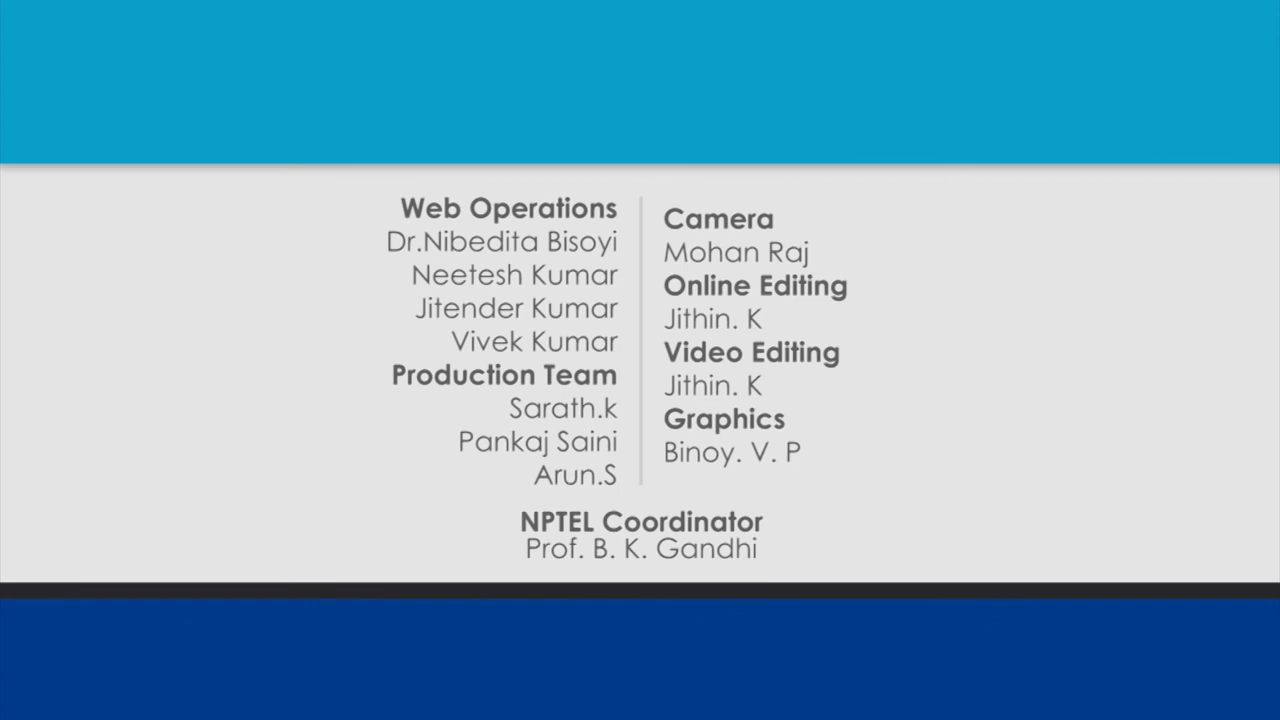 Web Operations
Dr.Nibedita Bisoyi
Neetesh Kumar
Jitender Kumar
Vivek Kumar
Production Team
Sarath.k
Pankaj Saini
Arun.S
Camera
Mohan Raj
Online Editing
Jithin. K
Video Editing
Jithin. K
Graphics
Binoy. V. P
NPTEL Coordinator
Prof. B. K. Gandhi